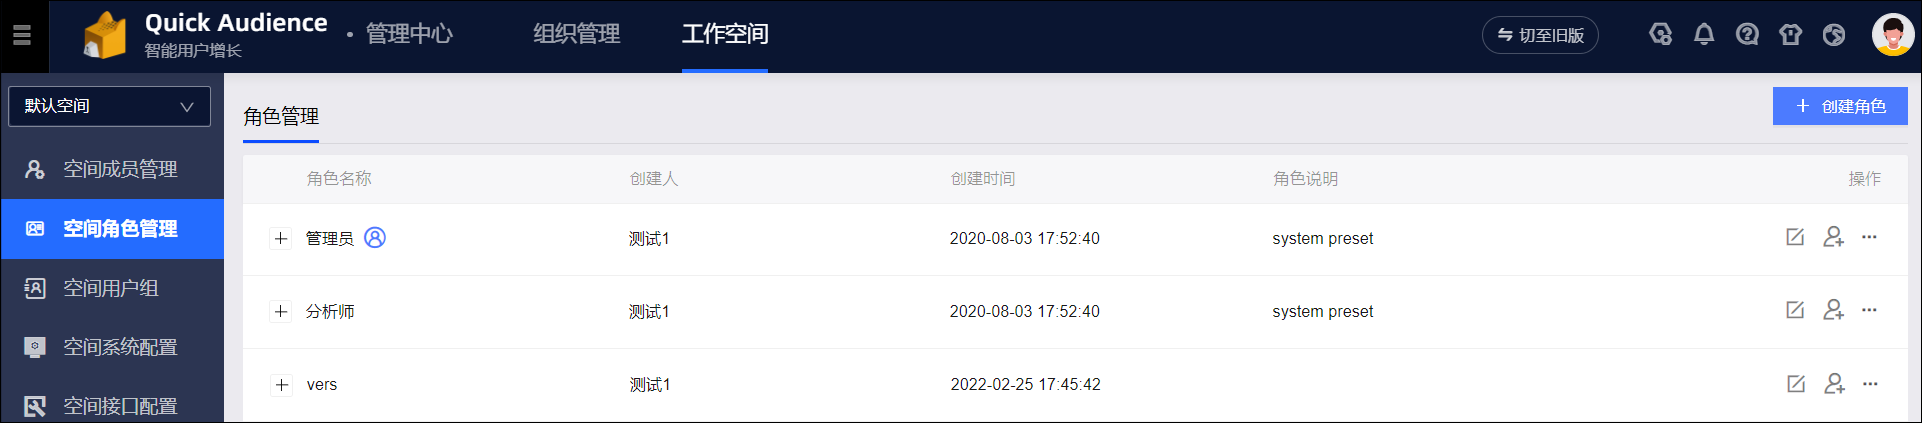 Quick Audience
智能用户增长
· 管理中心
组织管理
工作空间
切至旧版
默认空间
空间成员管理
空间角色管理
空间用户组
空间系统配置
空间接口配置
角色管理
+ 创建角色
角色名称 创建人 创建时间 角色说明 操作
管理员 测试1 2020-08-03 17:52:40 system preset
分析师 测试1 2020-08-03 17:52:40 system preset
vers 测试1 2022-02-25 17:45:42